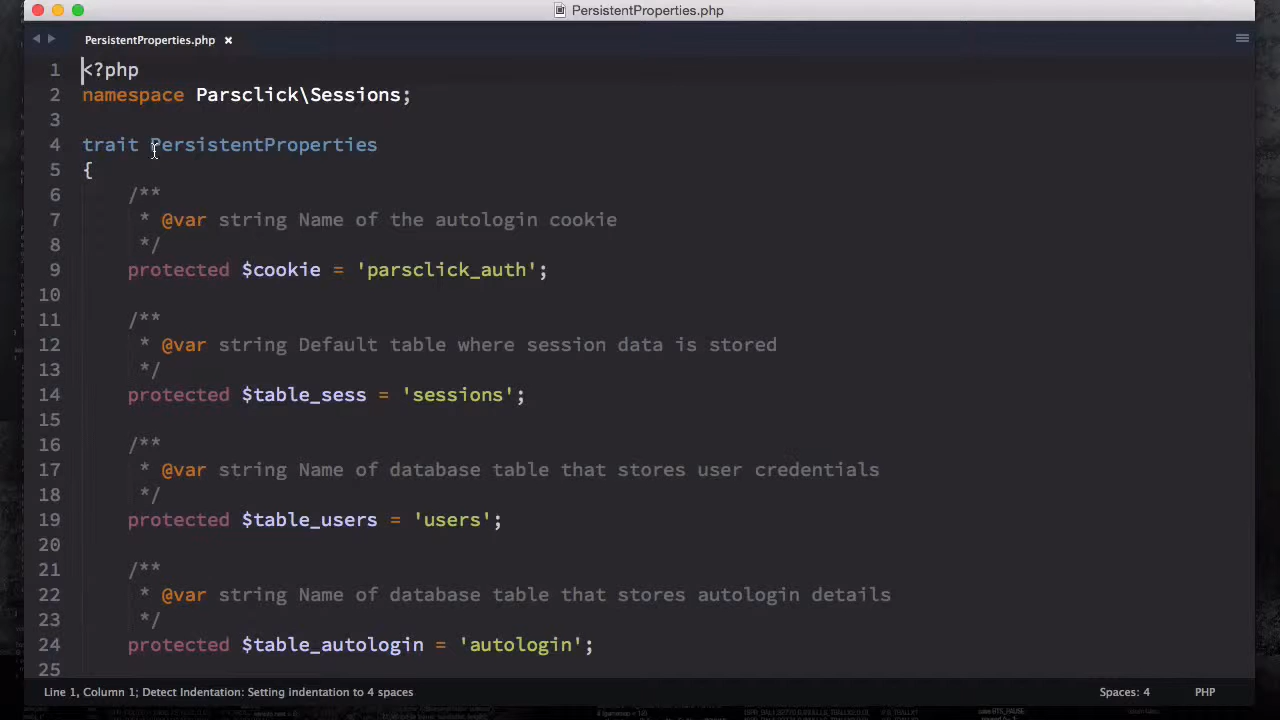 PersistentProperties.php
PersistentProperties.php ×
1 <?php
2 namespace Parsclick\Sessions;
3
4 trait PersistentProperties
5 {
6 /**
7 * @var string Name of the autologin cookie
8 */
9 protected $cookie = 'parsclick_auth';
10
11 /**
12 * @var string Default table where session data is stored
13 */
14 protected $table_sess = 'sessions';
15
16 /**
17 * @var string Name of database table that stores user credentials
18 */
19 protected $table_users = 'users';
20
21 /**
22 * @var string Name of database table that stores autologin details
23 */
24 protected $table_autologin = 'autologin';
25
Line 1, Column 1; Detect Indentation: Setting indentation to 4 spaces
Spaces: 4
PHP